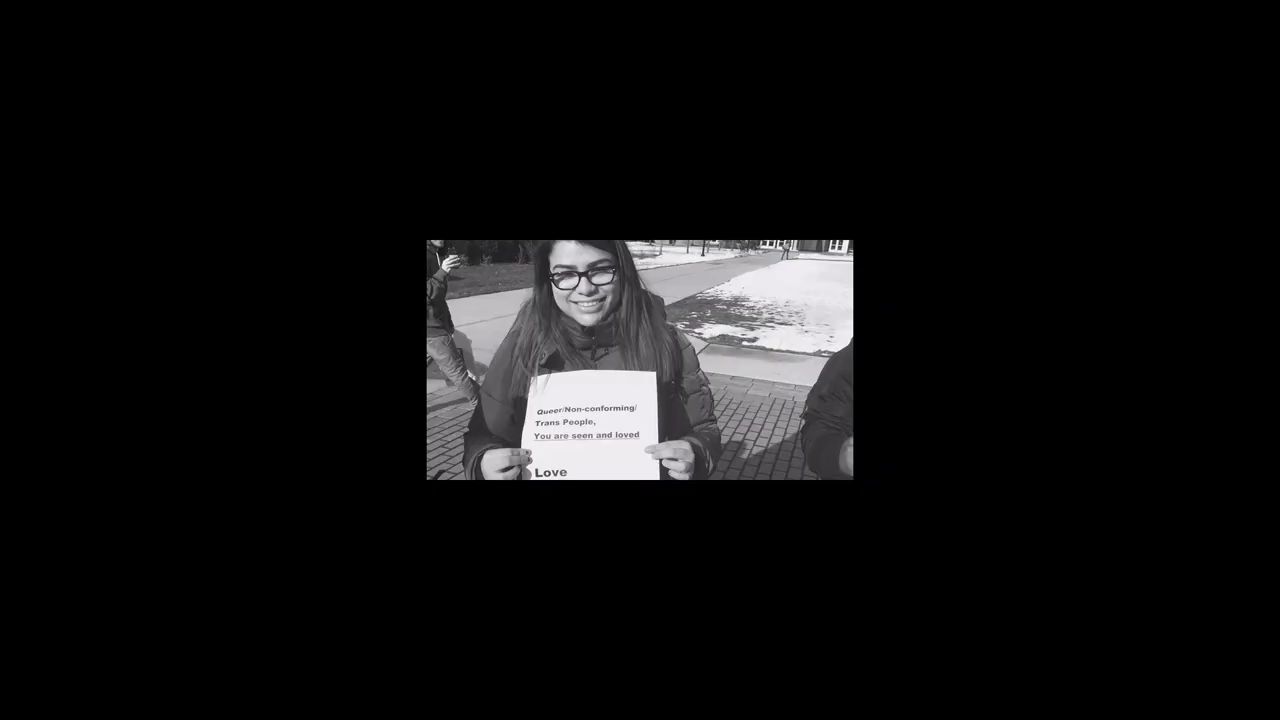 Queer/Non-conforming/
Trans People,
You are seen and loved
Love